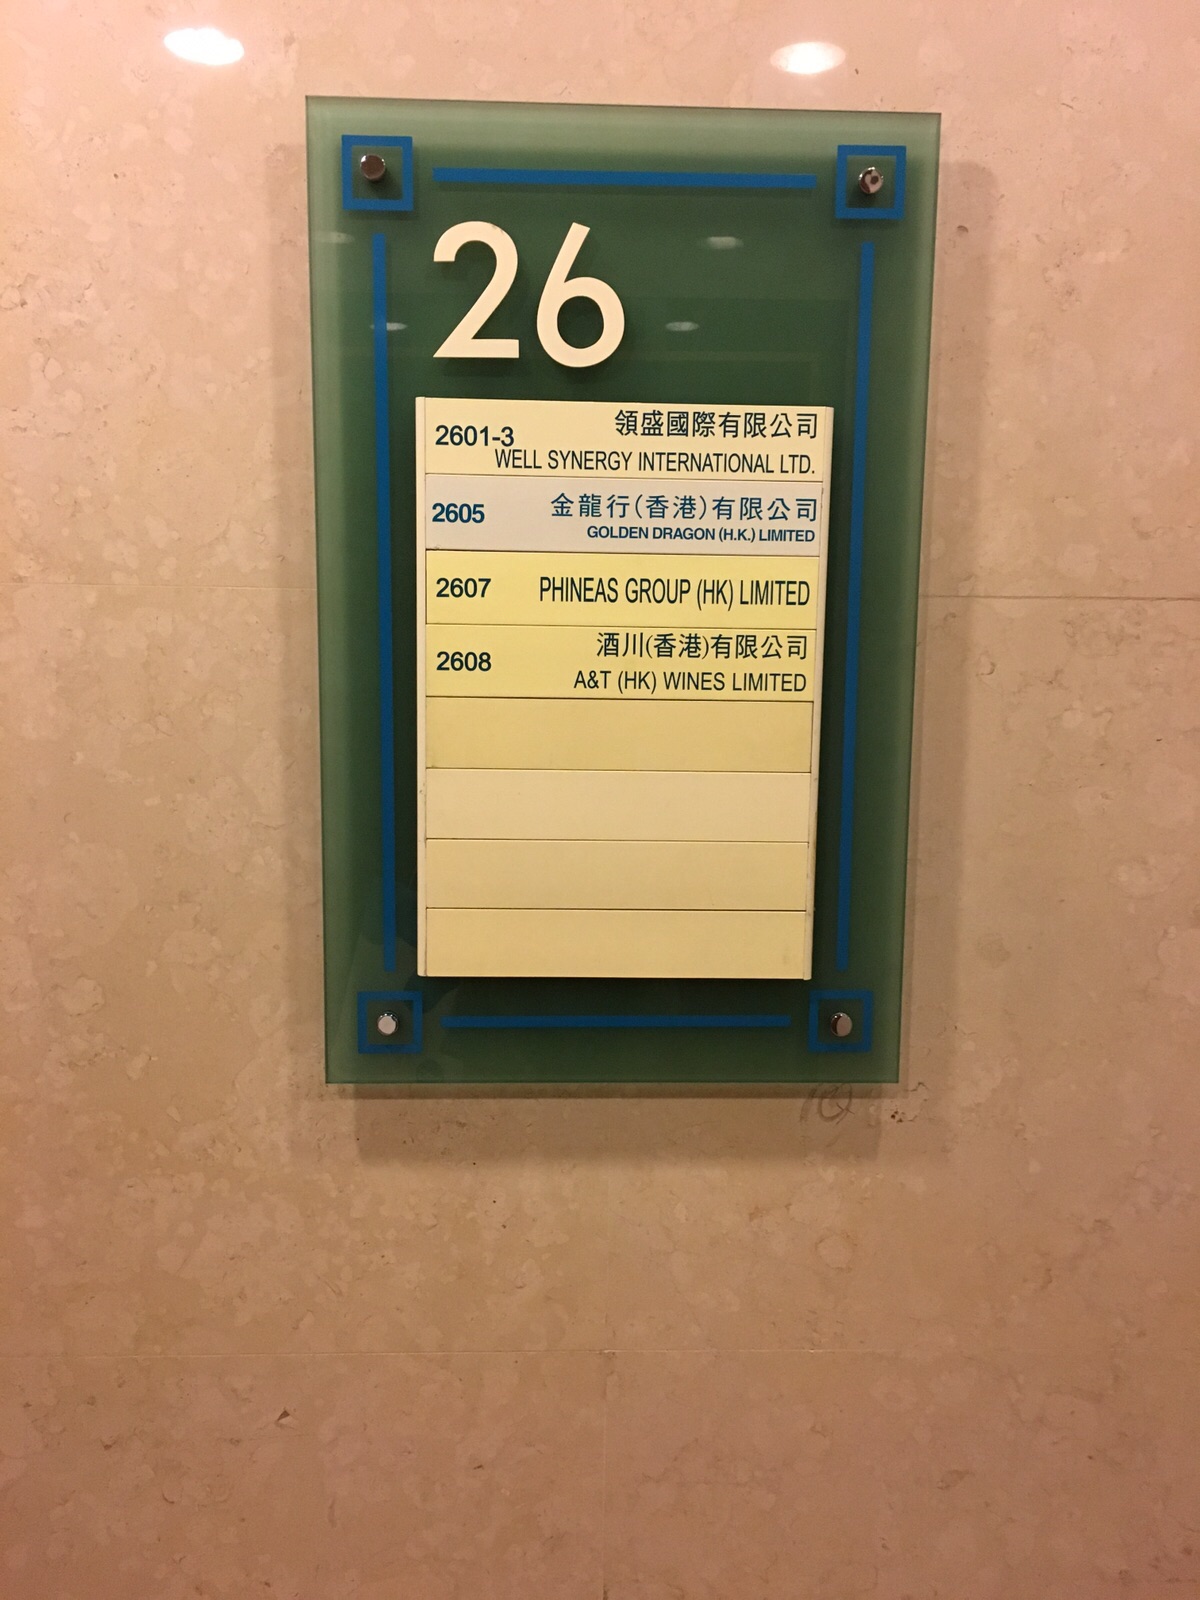 26
2601-3 領盛國際有限公司
WELL SYNERGY INTERNATIONAL LTD.
2605 金龍行(香港)有限公司
GOLDEN DRAGON (H.K.) LIMITED
2607 PHINEAS GROUP (HK) LIMITED
2608 酒川(香港)有限公司
A&T (HK) WINES LIMITED